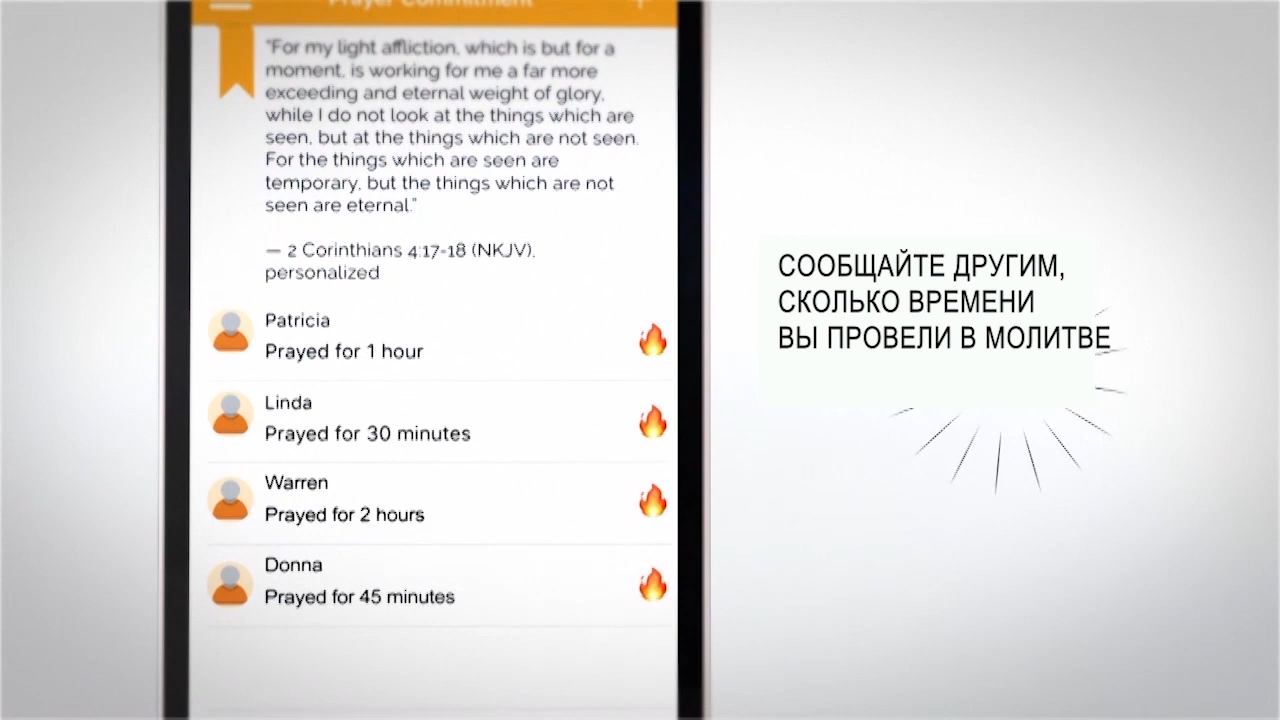 Prayer Commitment
"For my light affliction, which is but for a
moment, is working for me a far more
exceeding and eternal weight of glory,
while I do not look at the things which are
seen, but at the things which are not seen.
For the things which are seen are
temporary, but the things which are not
seen are eternal."
— 2 Corinthians 4:17-18 (NKJV),
personalized
Patricia
Prayed for 1 hour
Linda
Prayed for 30 minutes
Warren
Prayed for 2 hours
Donna
Prayed for 45 minutes
СООБЩАЙТЕ ДРУГИМ,
СКОЛЬКО ВРЕМЕНИ
ВЫ ПРОВЕЛИ В МОЛИТВЕ